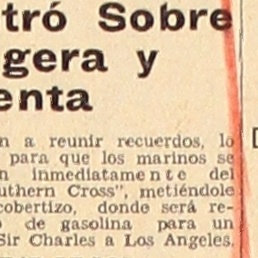 tró Sobre
gera y
enta
n a reunir recuerdos, lo
para que los marinos se
n inmediatamente del
uthern Cross", metiéndole
cobertizo, donde será re-
o de gasolina para un
Sir Charles a Los Angeles.